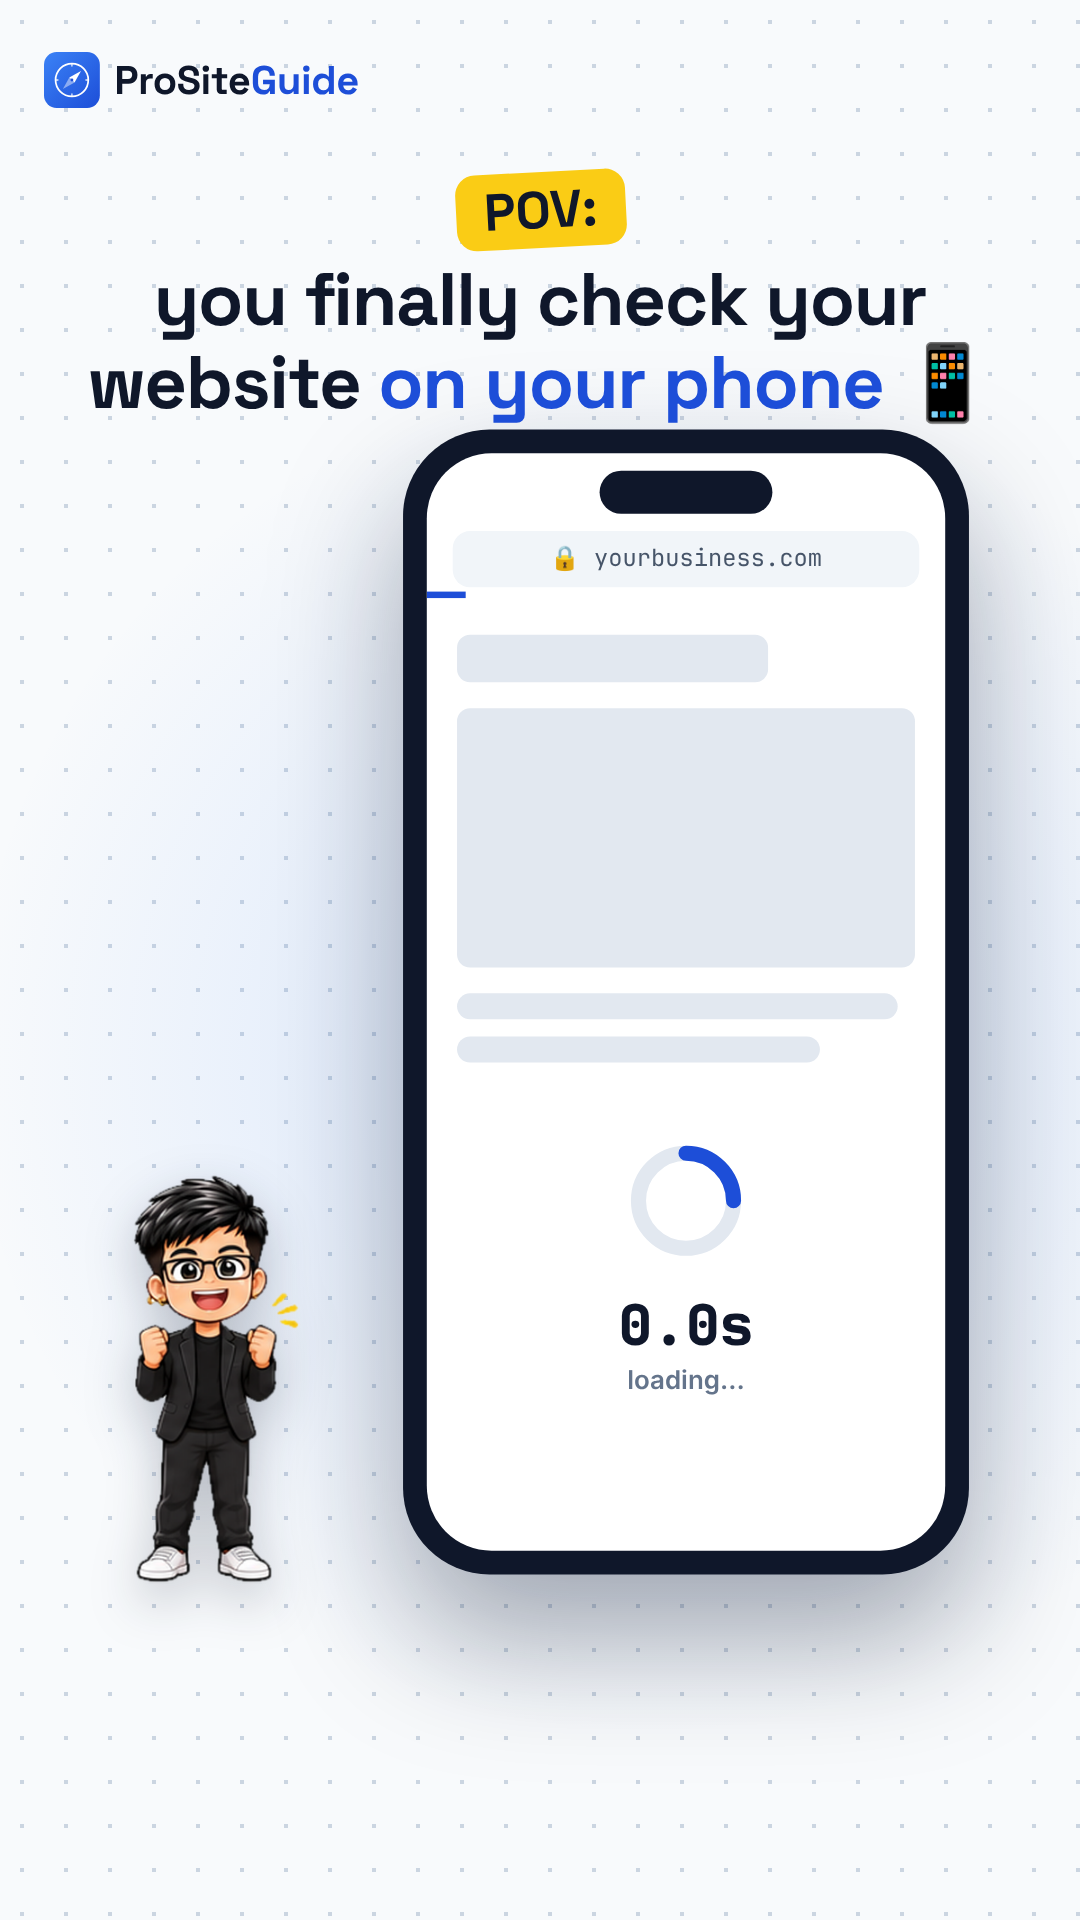 ProSiteGuide
POV:
you finally check your
website on your phone 📱
🔒 yourbusiness.com
0.0s
loading...